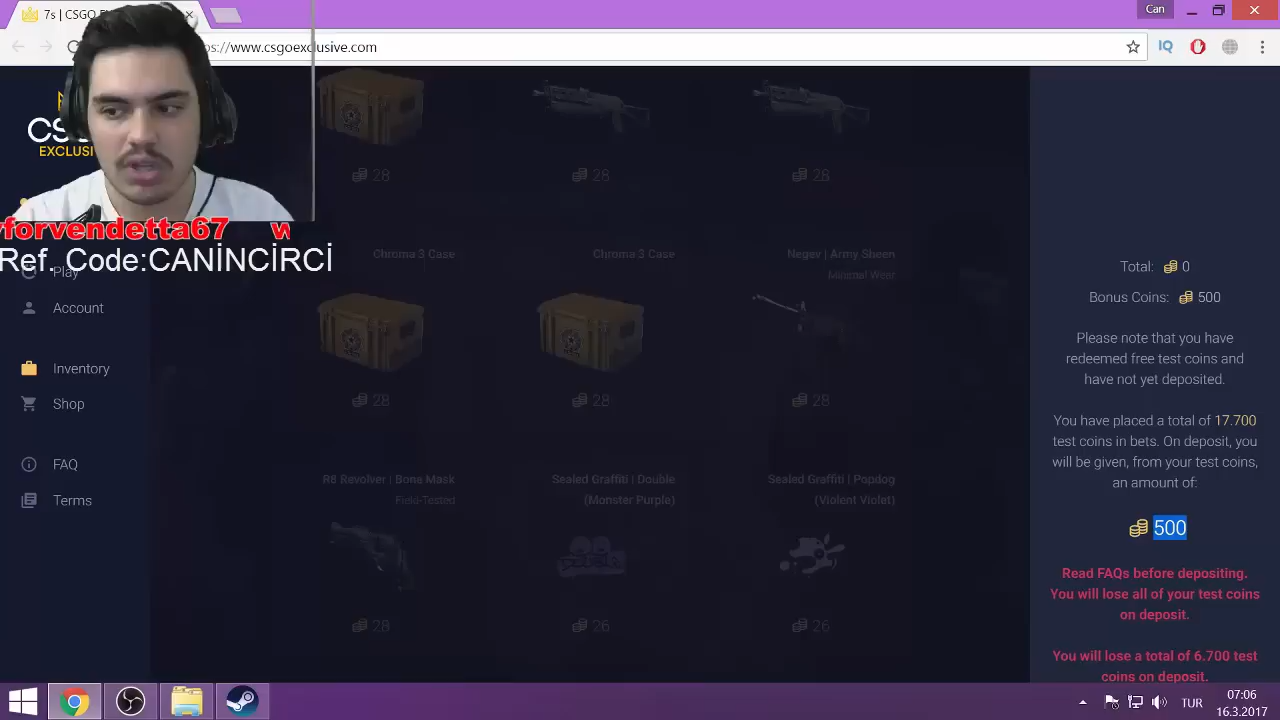 7s | CSGO
Can
://www.csgoexclusive.com
IQ
CS
EXCLUSI
28
28
28
yforvendetta67 w
Ref. Code:CANİNCİRCİ
Play
Account
Inventory
Shop
FAQ
Terms
Chroma 3 Case
Chroma 3 Case
Negev | Army Sheen
Minimal Wear
28
28
28
R8 Revolver | Bone Mask
Field-Tested
Sealed Graffiti | Double
(Monster Purple)
Sealed Graffiti | Popdog
(Violent Violet)
28
26
26
Total: 0
Bonus Coins: 500
Please note that you have
redeemed free test coins and
have not yet deposited.
You have placed a total of 17.700
test coins in bets. On deposit, you
will be given, from your test coins,
an amount of:
500
Read FAQs before depositing.
You will lose all of your test coins
on deposit.
You will lose a total of 6.700 test
coins on deposit.
TUR
07:06
16.3.2017